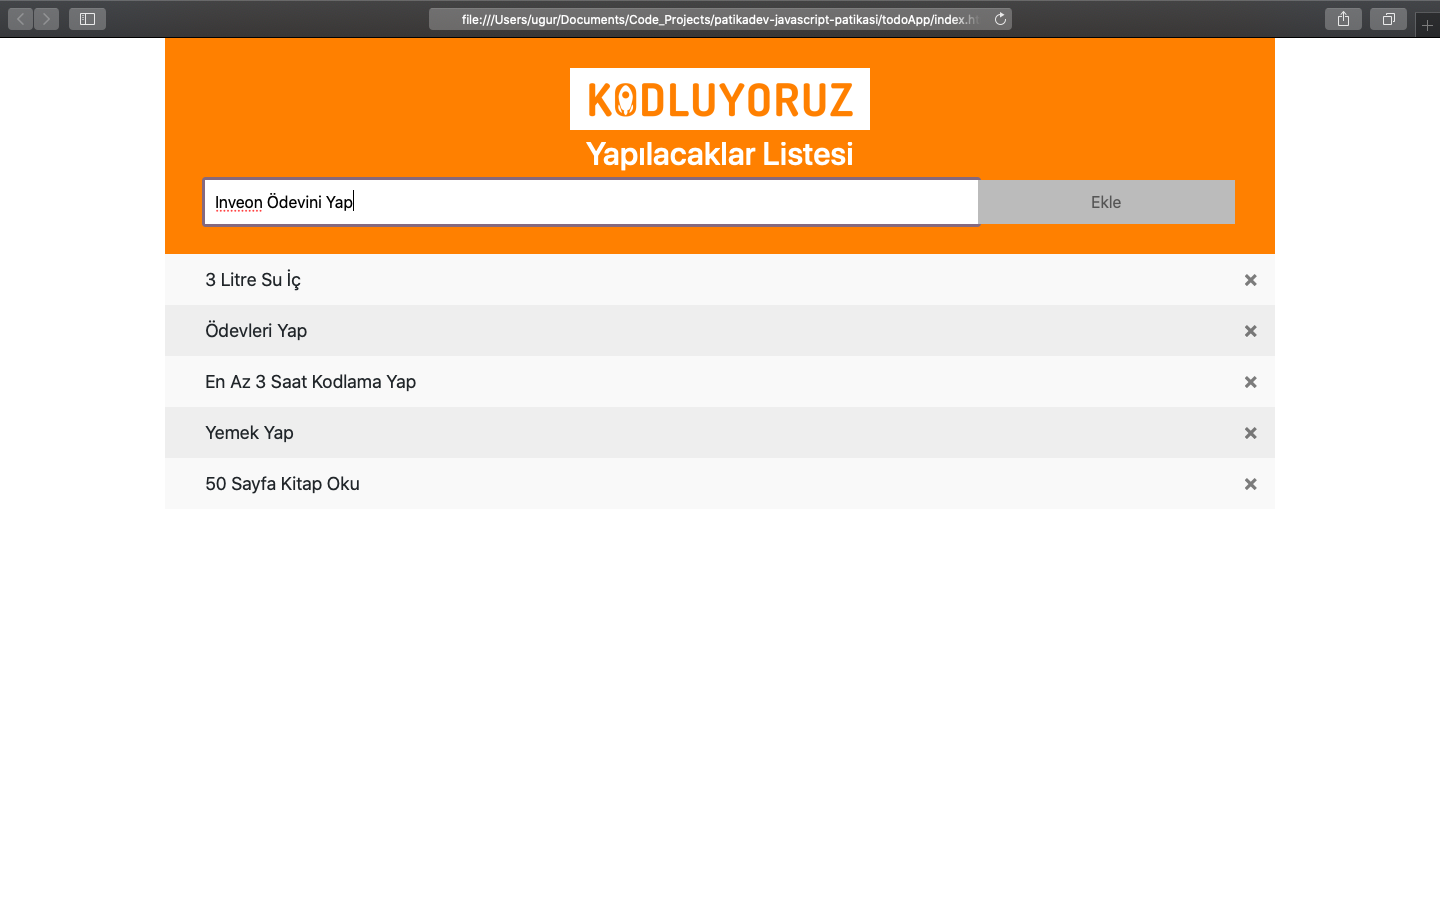 file:///Users/ugur/Documents/Code_Projects/patikadev-javascript-patikasi/todoApp/index.ht
KODLUYORUZ
Yapılacaklar Listesi
Inveon Ödevini Yap
Ekle
3 Litre Su İç
Ödevleri Yap
En Az 3 Saat Kodlama Yap
Yemek Yap
50 Sayfa Kitap Oku